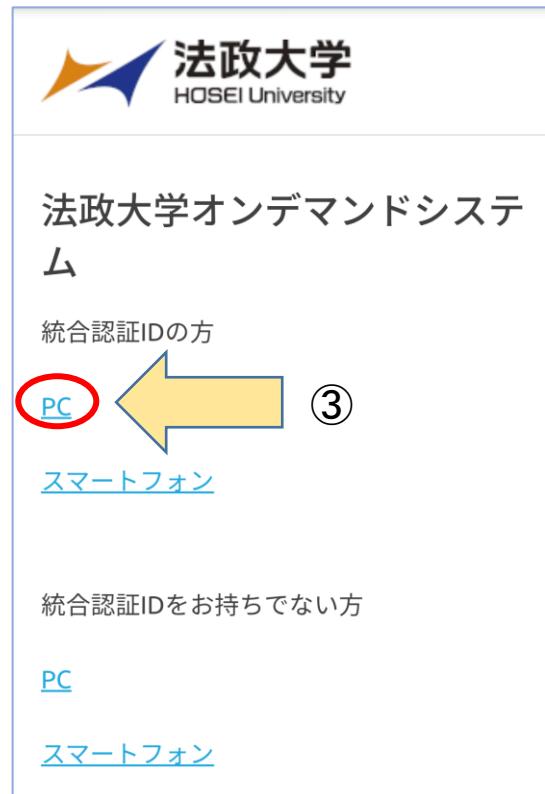 法政大学
HOSEI University
法政大学オンデマンドシステ
ム
統合認証IDの方
PC
③
スマートフォン
統合認証IDをお持ちでない方
PC
スマートフォン